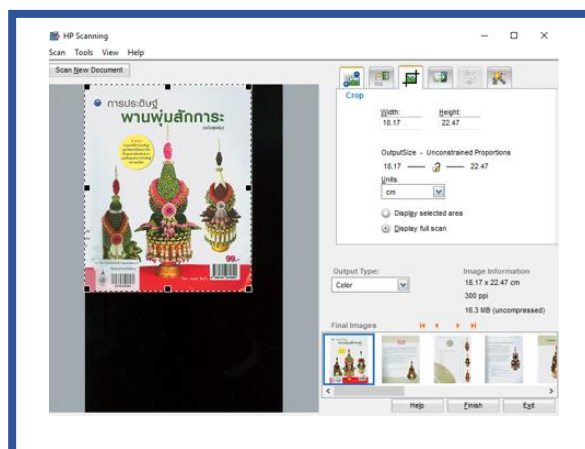 HP Scanning
Scan Tools View Help
Scan New Document
การประดิษฐ์
พานพุ่มสักการะ
99.-
Crop
Width: Height:
18.17 22.47
OutputSize - Unconstrained Proportions
18.17 22.47
Units:
cm
Display selected area
Display full scan
Output Type:
Color
Image Information
18.17 x 22.47 cm
300 ppi
16.3 MB (uncompressed)
Final Images
Help Finish Exit